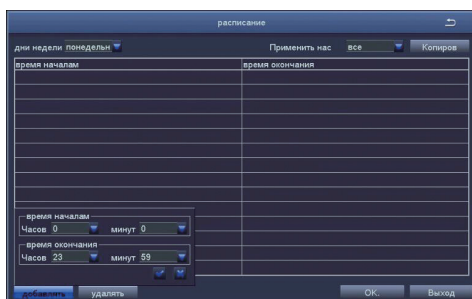 расписание
дни недели понедельн Применить нас все Копиров
время началам время окончания
время началам
Часов 0 минут 0
время окончания
Часов 23 минут 59
добавлять удалять OK. Выход